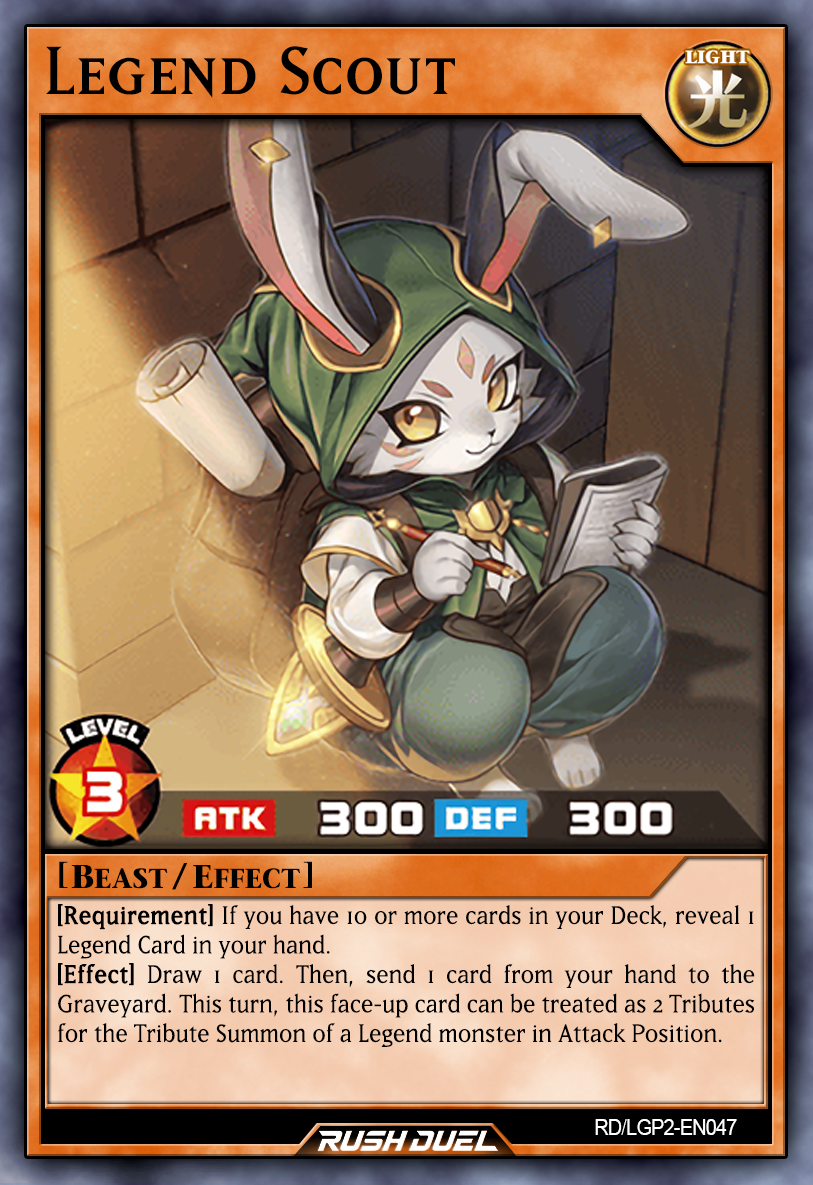 Legend Scout
LIGHT
光
LEVEL
3
ATK 300 DEF 300
[Beast/Effect]
[Requirement] If you have 10 or more cards in your Deck, reveal 1
Legend Card in your hand.
[Effect] Draw 1 card. Then, send 1 card from your hand to the
Graveyard. This turn, this face-up card can be treated as 2 Tributes
for the Tribute Summon of a Legend monster in Attack Position.
RD/LGP2-EN047
RUSH DUEL